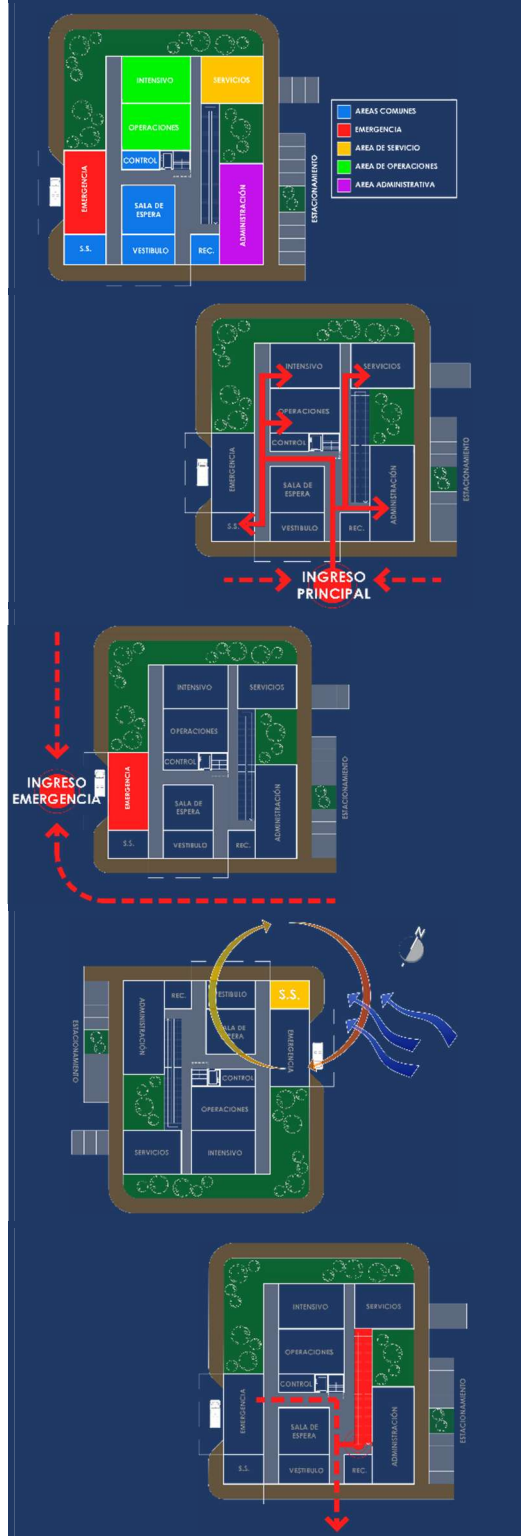 INTENSIVO
SERVICIOS
OPERACIONES
CONTROL
EMERGENCIA
SALA DE
ESPERA
ADMINISTRACIÓN
S.S.
VESTIBULO
REC.
ESTACIONAMIENTO
AREAS COMUNES
EMERGENCIA
AREA DE SERVICIO
AREA DE OPERACIONES
AREA ADMINISTRATIVA
INTENSIVO
SERVICIOS
OPERACIONES
CONTROL
EMERGENCIA
SALA DE
ESPERA
ADMINISTRACIÓN
S.S.
VESTIBULO
REC.
ESTACIONAMIENTO
INGRESO
PRINCIPAL
INTENSIVO
SERVICIOS
OPERACIONES
CONTROL
INGRESO
EMERGENCIA
EMERGENCIA
SALA DE
ESPERA
ADMINISTRACIÓN
S.S.
VESTIBULO
REC.
ESTACIONAMIENTO
N
REC.
VESTIBULO
S.S.
ADMINISTRACIÓN
SALA DE
ESPERA
EMERGENCIA
ESTACIONAMIENTO
CONTROL
OPERACIONES
SERVICIOS
INTENSIVO
INTENSIVO
SERVICIOS
OPERACIONES
CONTROL
EMERGENCIA
SALA DE
ESPERA
ADMINISTRACIÓN
S.S.
VESTIBULO
REC.
ESTACIONAMIENTO